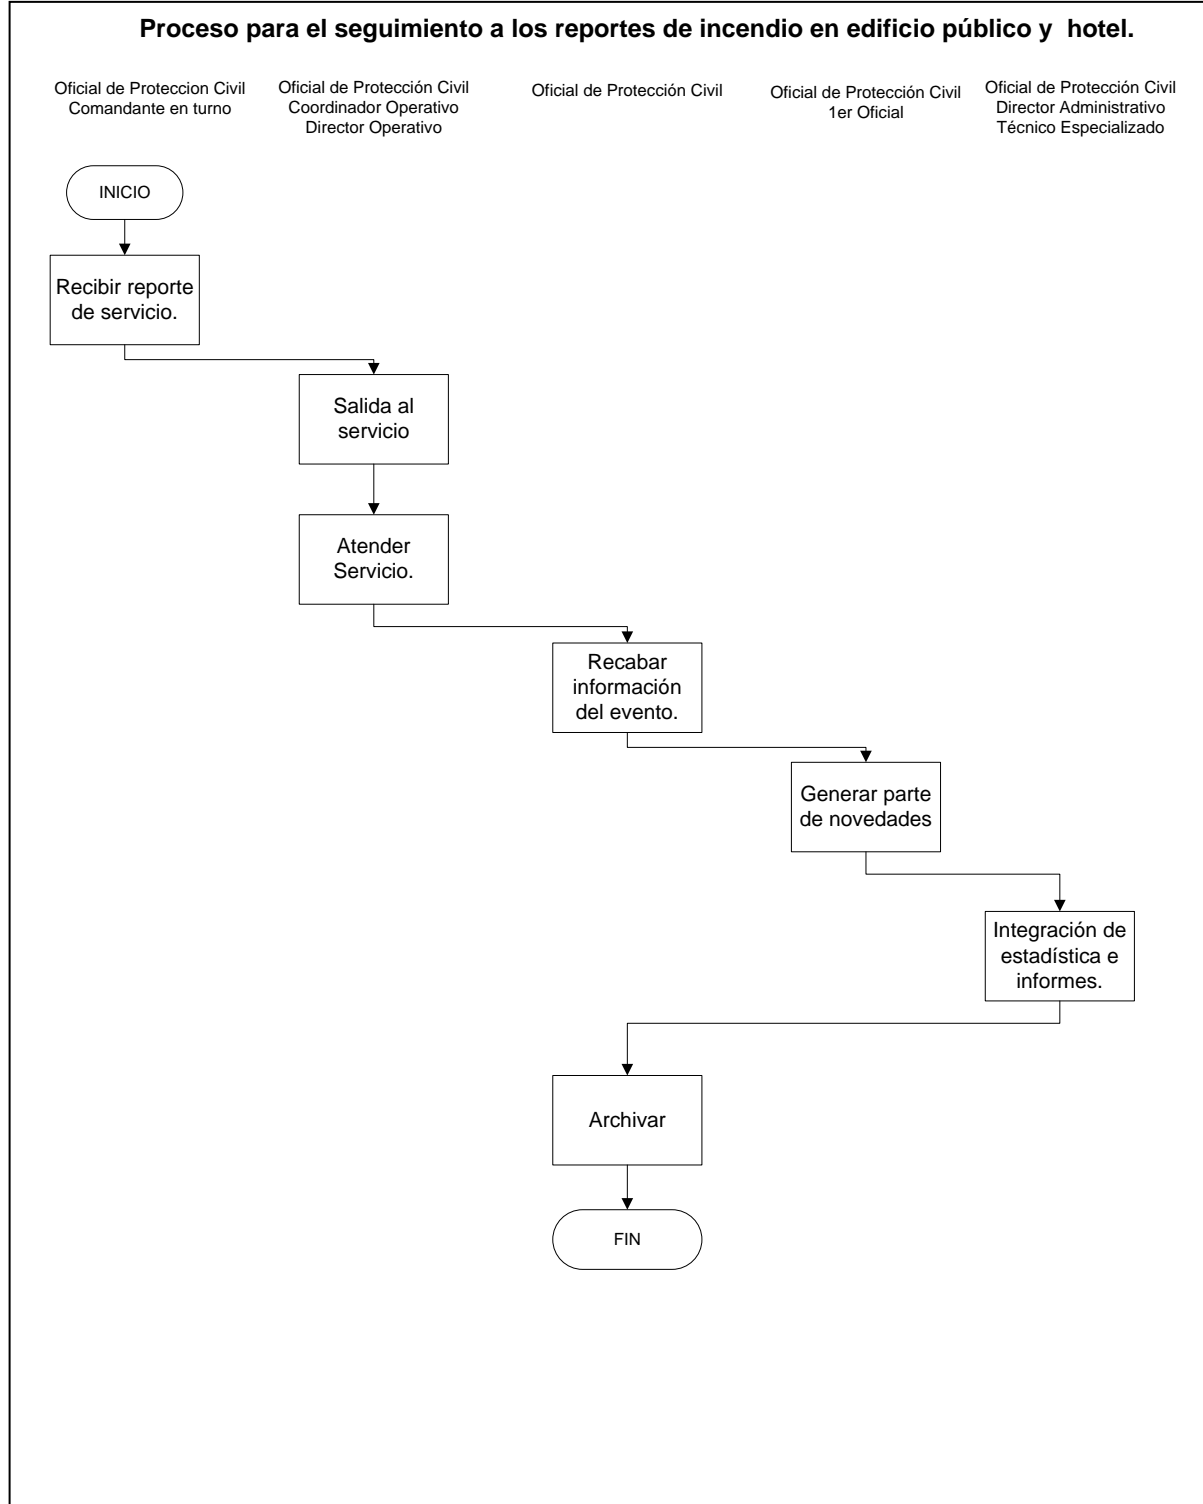 Proceso para el seguimiento a los reportes de incendio en edificio público y  hotel.
Oficial de Proteccion Civil
Comandante en turno
Oficial de Protección Civil
Coordinador Operativo
Director Operativo
Oficial de Protección Civil
Oficial de Protección Civil
1er Oficial
Oficial de Protección Civil
Director Administrativo
Técnico Especializado
INICIO
Recibir reporte
de servicio.
Salida al
servicio
Atender
Servicio.
Recabar
información
del evento.
Generar parte
de novedades
Integración de
estadística e
informes.
Archivar
FIN